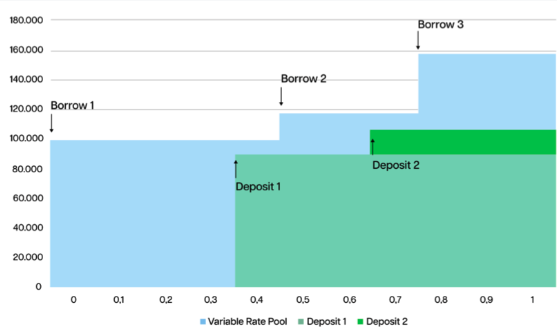 180.000
160.000
140.000
120.000
100.000
80.000
60.000
40.000
20.000
0
Borrow 1
Borrow 2
Borrow 3
Deposit 1
Deposit 2
0 0,1 0,2 0,3 0,4 0,5 0,6 0,7 0,8 0,9 1
Variable Rate Pool Deposit 1 Deposit 2